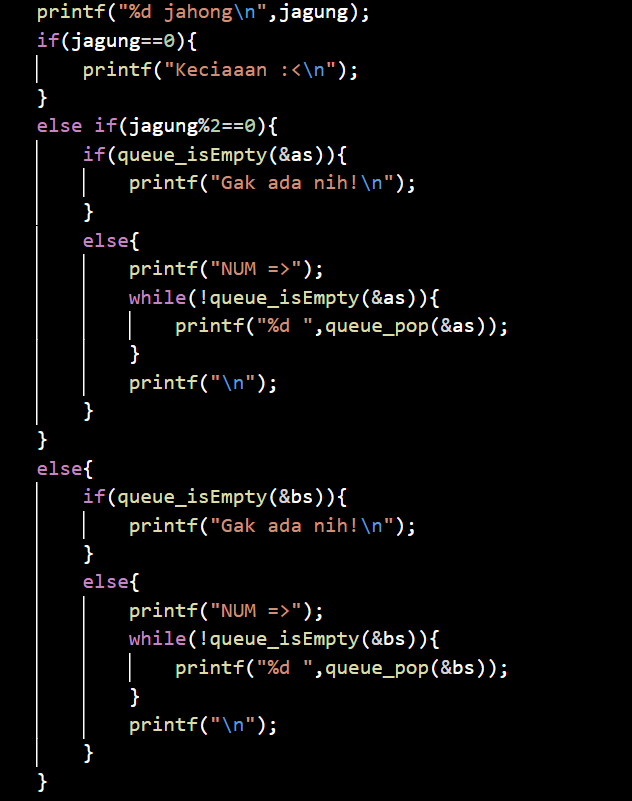 printf("%d jahong\n",jagung);
if(jagung==0){
printf("Keciaaan :<\n");
}
else if(jagung%2==0){
if(queue_isEmpty(&as)){
printf("Gak ada nih!\n");
}
else{
printf("NUM =>");
while(!queue_isEmpty(&as)){
printf("%d ",queue_pop(&as));
}
printf("\n");
}
}
else{
if(queue_isEmpty(&bs)){
printf("Gak ada nih!\n");
}
else{
printf("NUM =>");
while(!queue_isEmpty(&bs)){
printf("%d ",queue_pop(&bs));
}
printf("\n");
}
}